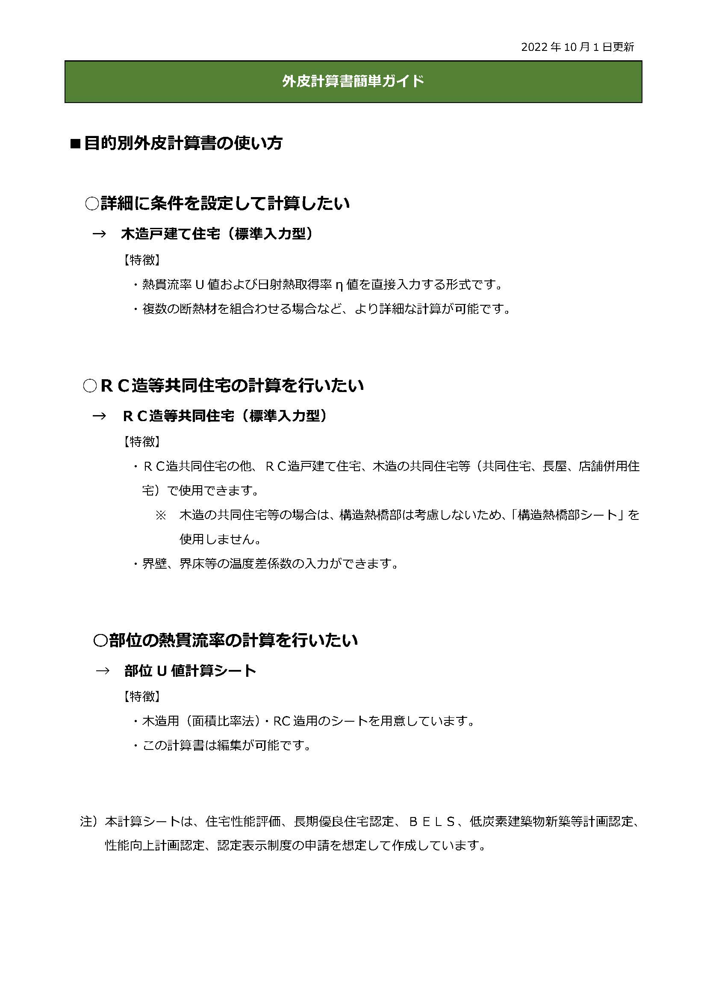 2022年10月1日更新
外皮計算書簡単ガイド
■目的別外皮計算書の使い方
○詳細に条件を設定して計算したい
→　木造戸建て住宅（標準入力型）
【特徴】
・熱貫流率U値および日射熱取得率η値を直接入力する形式です。
・複数の断熱材を組合わせる場合など、より詳細な計算が可能です。
○ＲＣ造等共同住宅の計算を行いたい
→　ＲＣ造等共同住宅（標準入力型）
【特徴】
・ＲＣ造共同住宅の他、ＲＣ造戸建て住宅、木造の共同住宅等（共同住宅、長屋、店舗併用住
宅）で使用できます。
※　木造の共同住宅等の場合は、構造熱橋部は考慮しないため、「構造熱橋部シート」を
使用しません。
・界壁、界床等の温度差係数の入力ができます。
○部位の熱貫流率の計算を行いたい
→　部位U値計算シート
【特徴】
・木造用（面積比率法）・RC造用のシートを用意しています。
・この計算書は編集が可能です。
注）本計算シートは、住宅性能評価、長期優良住宅認定、ＢＥＬＳ、低炭素建築物新築等計画認定、
性能向上計画認定、認定表示制度の申請を想定して作成しています。